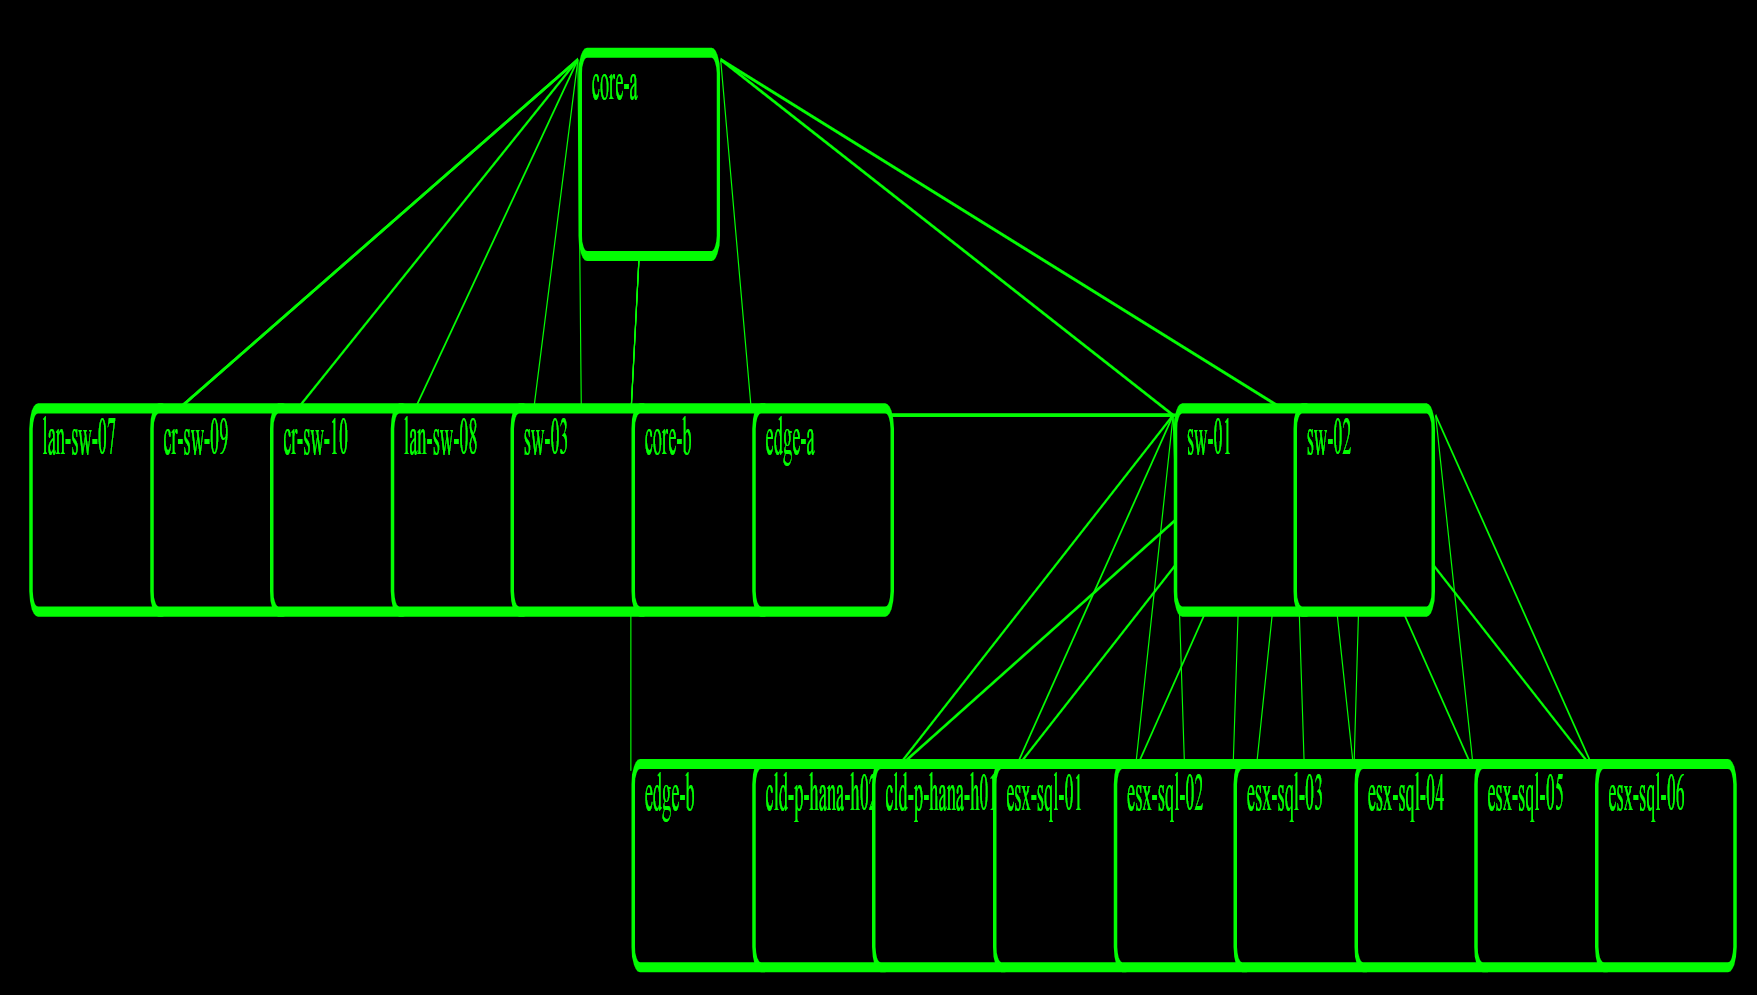 core-a
lan-sw-07
cr-sw-09
cr-sw-10
lan-sw-08
sw-03
core-b
edge-a
sw-01
sw-02
edge-b
cld-p-hana-h02
cld-p-hana-h01
esx-sql-01
esx-sql-02
esx-sql-03
esx-sql-04
esx-sql-05
esx-sql-06